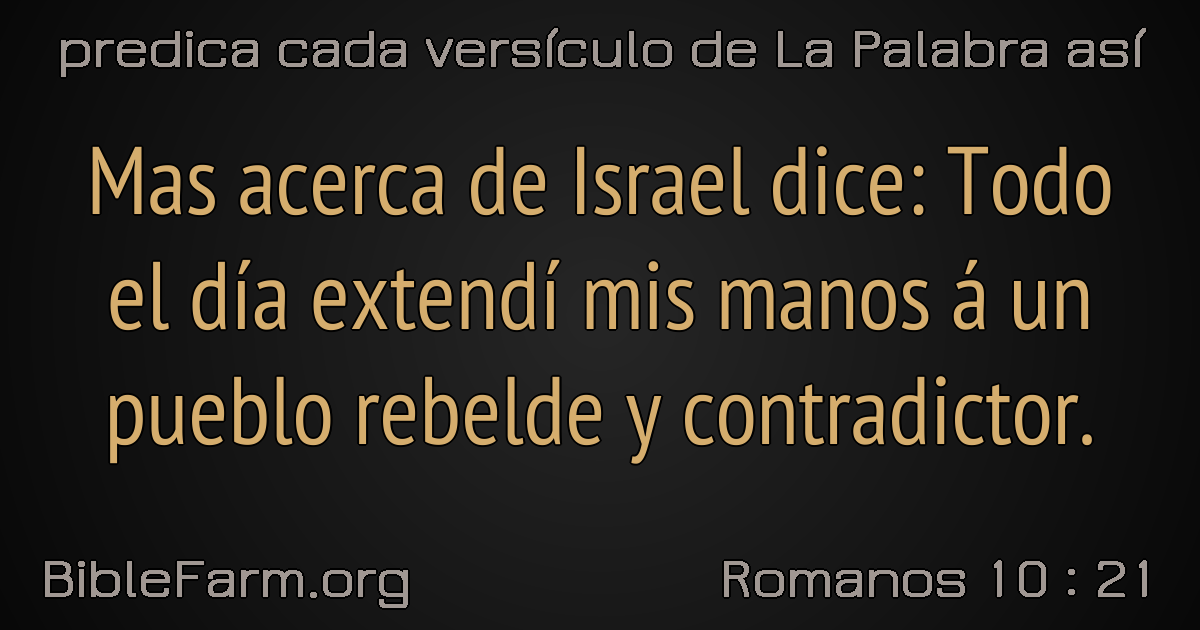 predica cada versículo de La Palabra así
Mas acerca de Israel dice: Todo
el día extendí mis manos á un
pueblo rebelde y contradictor.
BibleFarm.org
Romanos 10 : 21